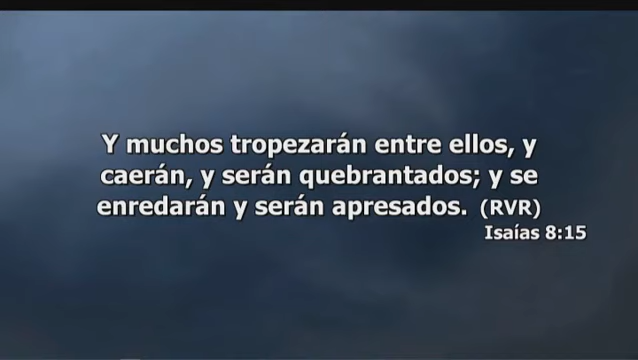 Y muchos tropezarán entre ellos, y
caerán, y serán quebrantados; y se
enredarán y serán apresados. (RVR)
Isaías 8:15